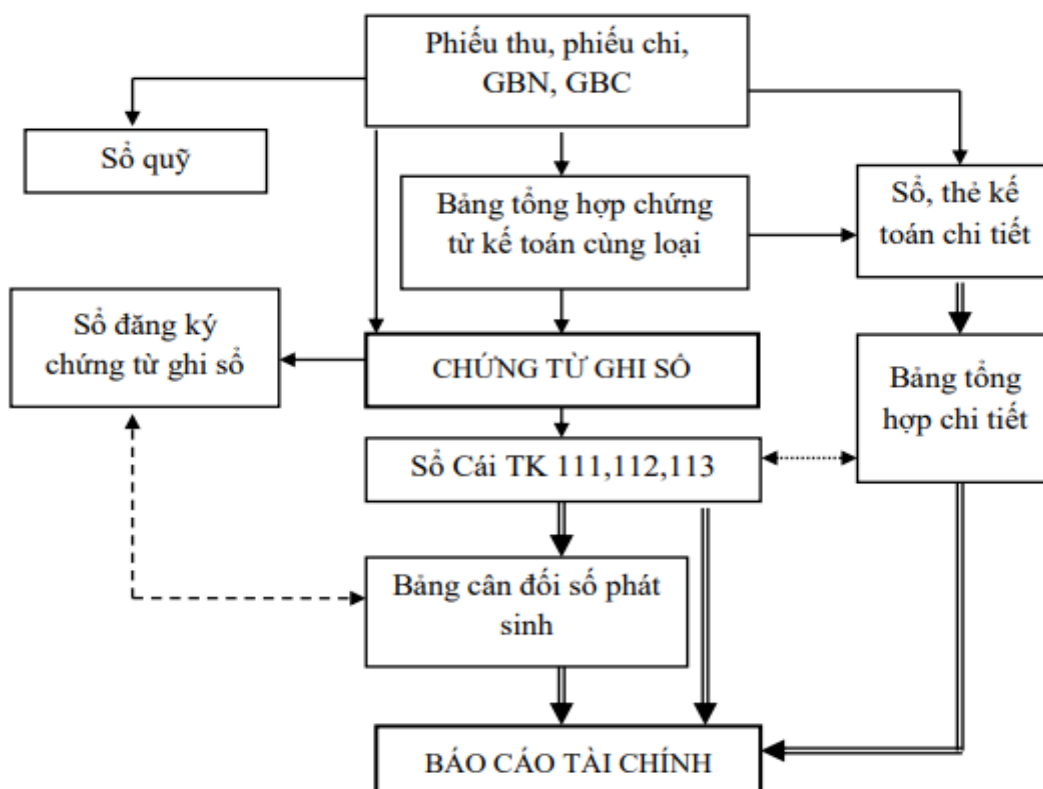 Phiếu thu, phiếu chi,
GBN, GBC
Sổ quỹ
Bảng tổng hợp chứng
từ kế toán cùng loại
Sổ, thẻ kế
toán chi tiết
Sổ đăng ký
chứng từ ghi sổ
CHỨNG TỪ GHI SỔ
Bảng tổng
hợp chi tiết
Sổ Cái TK 111,112,113
Bảng cân đối số phát
sinh
BÁO CÁO TÀI CHÍNH